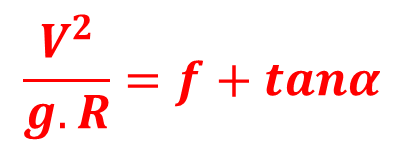 V²/g.R = f + tanα